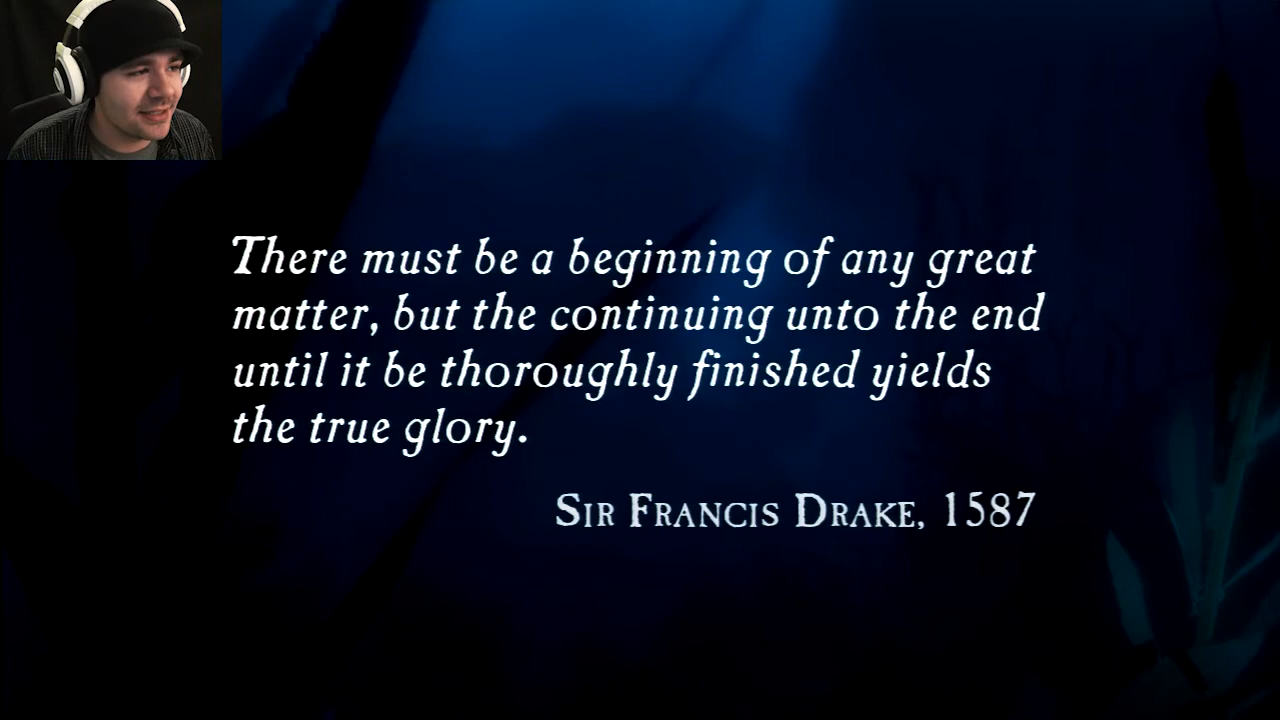 There must be a beginning of any great
matter, but the continuing unto the end
until it be thoroughly finished yields
the true glory.
Sir Francis Drake, 1587